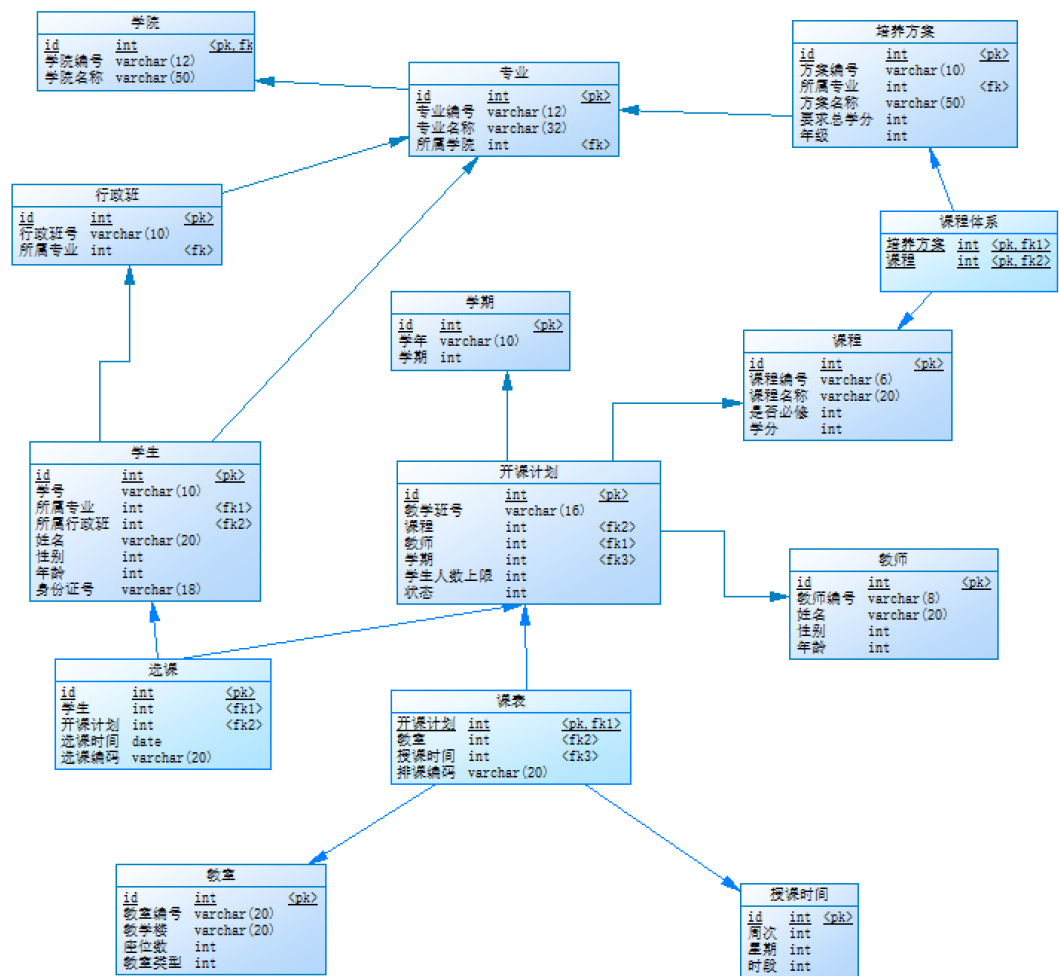 学院
id int <pk,fk
学院编号 varchar(12)
学院名称 varchar(50)
专业
id int <pk>
专业编号 varchar(12)
专业名称 varchar(32)
所属学院 int <fk>
培养方案
id int <pk>
方案编号 varchar(10)
所属专业 int <fk>
方案名称 varchar(50)
要求总学分 int
年级 int
行政班
id int <pk>
行政班号 varchar(10)
所属专业 int <fk>
课程体系
培养方案 int <pk,fk1>
课程 int <pk,fk2>
学期
id int <pk>
学年 varchar(10)
学期 int
课程
id int <pk>
课程编号 varchar(6)
课程名称 varchar(20)
是否必修 int
学分 int
学生
id int <pk>
学号 varchar(10)
所属专业 int <fk1>
所属行政班 int <fk2>
姓名 varchar(20)
性别 int
年龄 int
身份证号 varchar(18)
开课计划
id int <pk>
教学班号 varchar(16)
课程 int <fk2>
教师 int <fk1>
学期 int <fk3>
学生人数上限 int
状态 int
教师
id int <pk>
教师编号 varchar(8)
姓名 varchar(20)
性别 int
年龄 int
选课
id int <pk>
学生 int <fk1>
开课计划 int <fk2>
选课时间 date
选课编码 varchar(20)
课表
开课计划 int <pk,fk1>
教室 int <fk2>
授课时间 int <fk3>
排课编码 varchar(20)
教室
id int <pk>
教室编号 varchar(20)
教学楼 varchar(20)
座位数 int
教室类型 int
授课时间
id int <pk>
周次 int
星期 int
时段 int